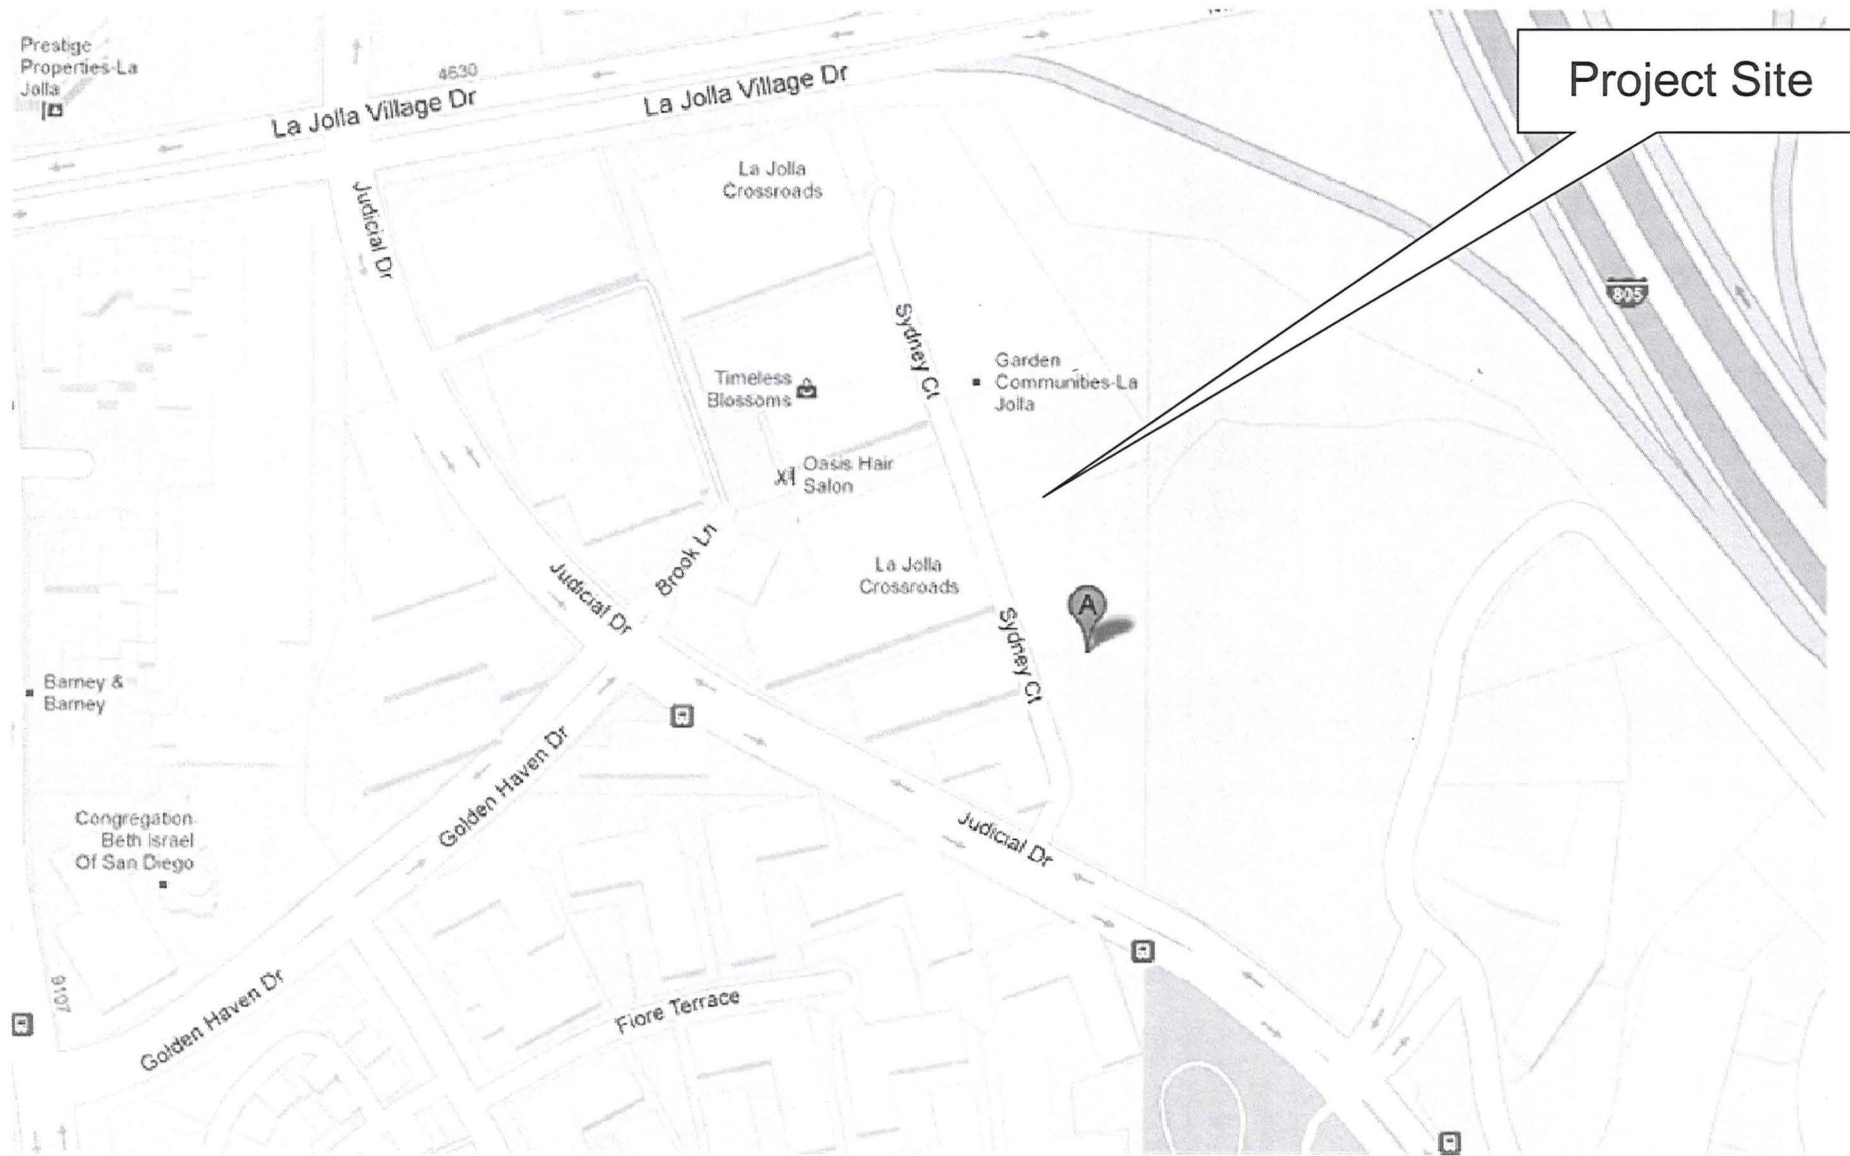 Prestige
Properties-La
Jolla
4630
La Jolla Village Dr
La Jolla Village Dr
Project Site
Judicial Dr
La Jolla
Crossroads
805
Sydney Ct
Garden
Communities-La
Jolla
Timeless
Blossoms
Oasis Hair
Salon
Brook Ln
Judicial Dr
La Jolla
Crossroads
A
Sydney Ct
Barney &
Barney
Golden Haven Dr
Congregation
Beth Israel
Of San Diego
Judicial Dr
9107
Golden Haven Dr
Fiore Terrace